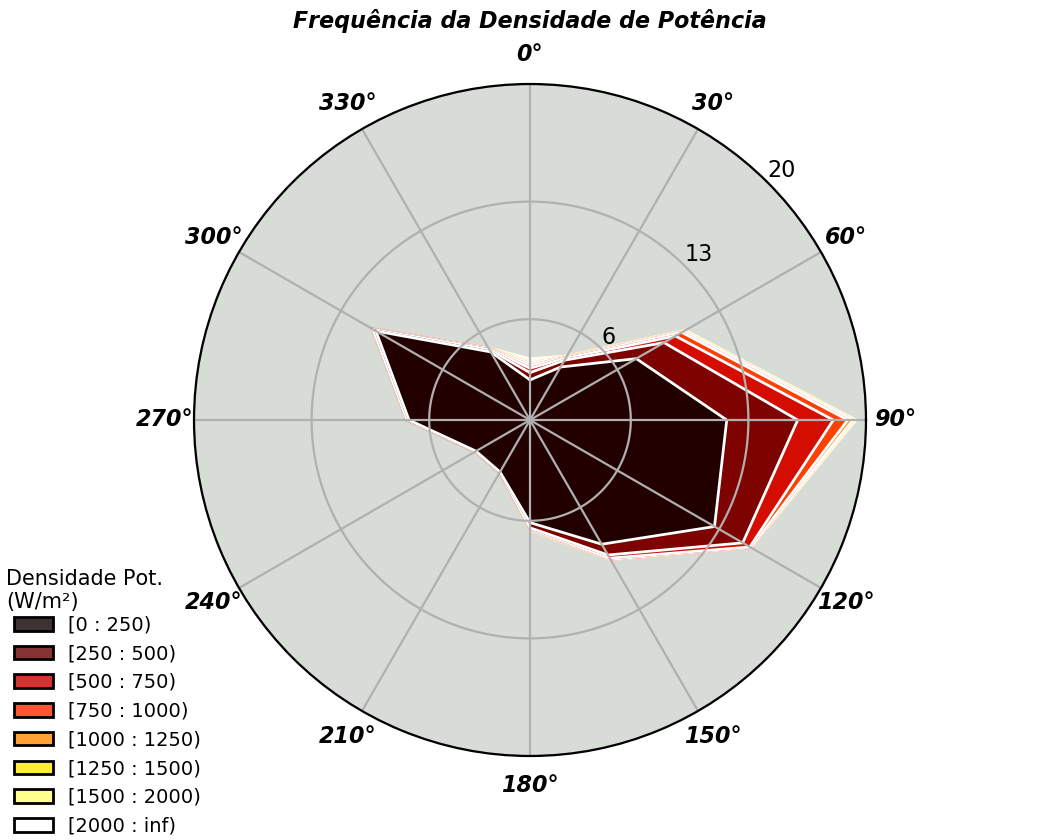 Frequência da Densidade de Potência
0°
330°
30°
20
300°
60°
13
6
270°
90°
240°
120°
210°
150°
180°
Densidade Pot.
(W/m²)
[0 : 250)
[250 : 500)
[500 : 750)
[750 : 1000)
[1000 : 1250)
[1250 : 1500)
[1500 : 2000)
[2000 : inf)